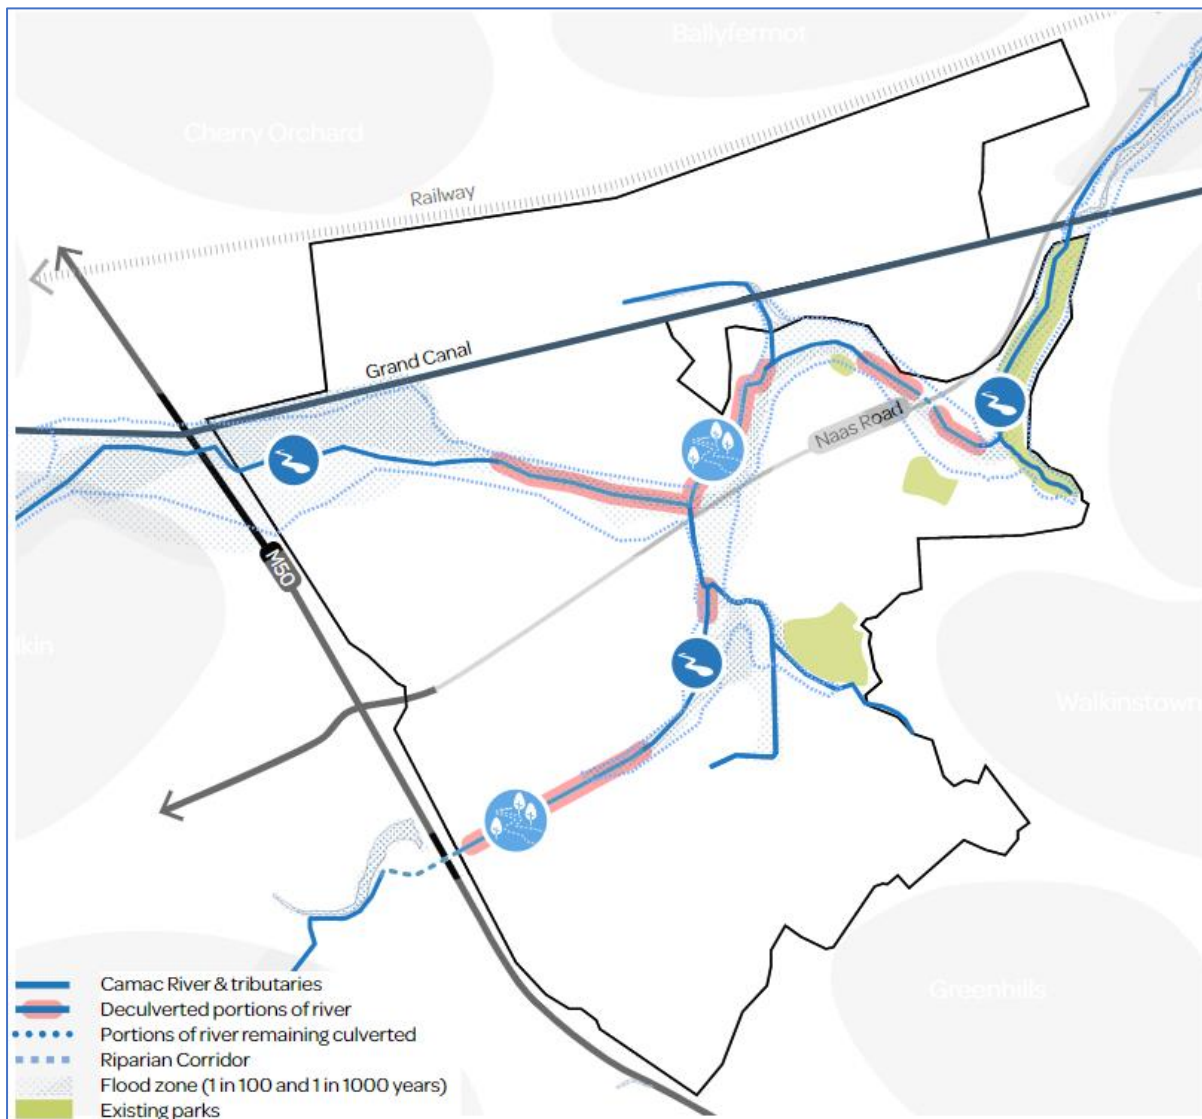 Ballyfermot
Cherry Orchard
Railway
Grand Canal
Naas Road
M50
lkin
Walkinstown
Greenhills
Camac River & tributaries
Deculverted portions of river
Portions of river remaining culverted
Riparian Corridor
Flood zone (1 in 100 and 1 in 1000 years)
Existing parks